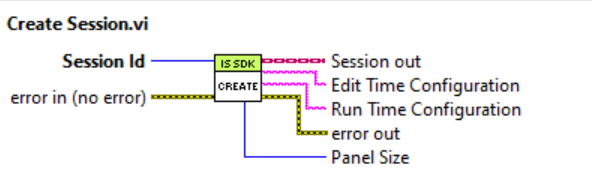 Create Session.vi
Session Id
IS SDK
CREATE
error in (no error)
Session out
Edit Time Configuration
Run Time Configuration
error out
Panel Size